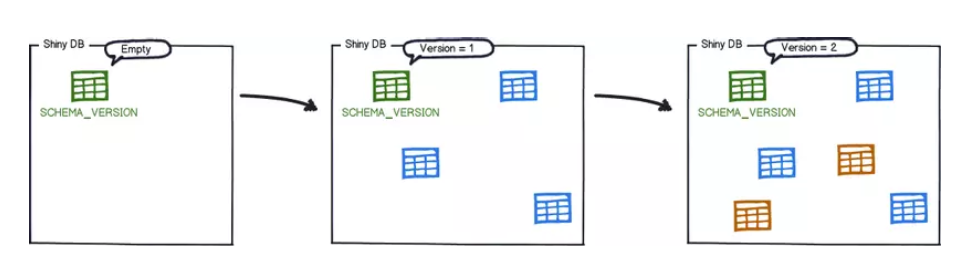 Shiny DB
Empty
SCHEMA_VERSION
Shiny DB
Version = 1
SCHEMA_VERSION
Shiny DB
Version = 2
SCHEMA_VERSION